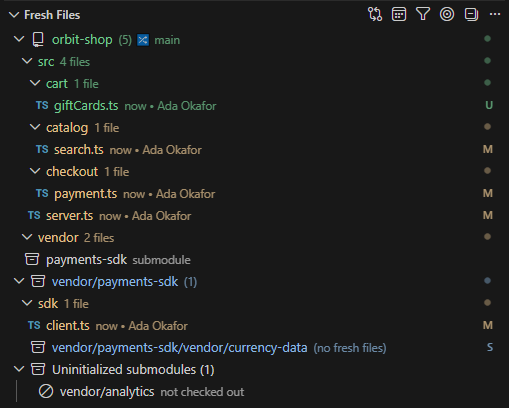 Fresh Files
orbit-shop (5) main
src 4 files
cart 1 file
TS giftCards.ts now • Ada Okafor U
catalog 1 file
TS search.ts now • Ada Okafor M
checkout 1 file
TS payment.ts now • Ada Okafor M
TS server.ts now • Ada Okafor M
vendor 2 files
payments-sdk submodule
vendor/payments-sdk (1)
sdk 1 file
TS client.ts now • Ada Okafor M
vendor/payments-sdk/vendor/currency-data (no fresh files) S
Uninitialized submodules (1)
vendor/analytics not checked out